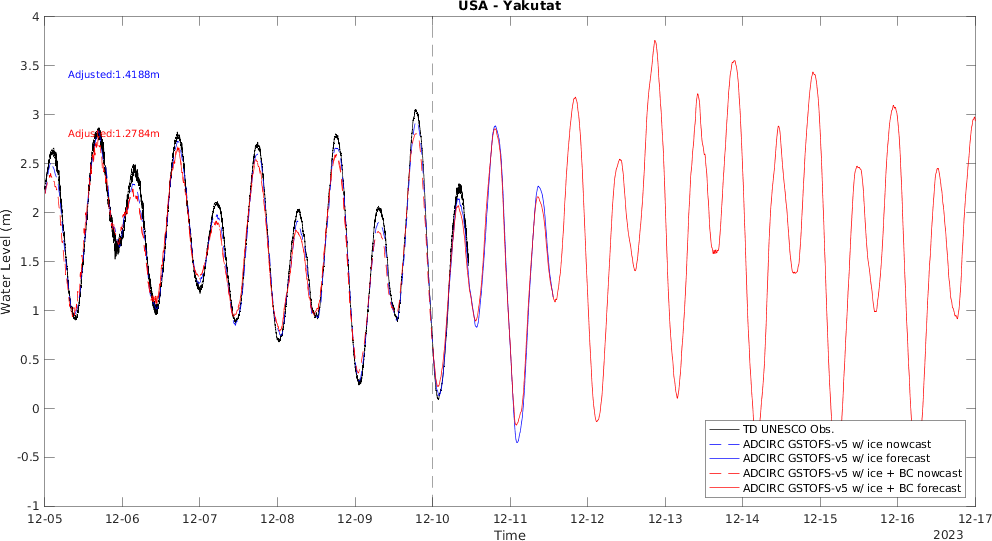 USA - Yakutat
4
3.5
3
2.5
2
1.5
1
0.5
0
-0.5
-1
Water Level (m)
Adjusted:1.4188m
Adjusted:1.2784m
TD UNESCO Obs.
ADCIRC GSTOFS-v5 w/ ice nowcast
ADCIRC GSTOFS-v5 w/ ice forecast
ADCIRC GSTOFS-v5 w/ ice + BC nowcast
ADCIRC GSTOFS-v5 w/ ice + BC forecast
12-05 12-06 12-07 12-08 12-09 12-10 12-11 12-12 12-13 12-14 12-15 12-16 12-17
Time
2023